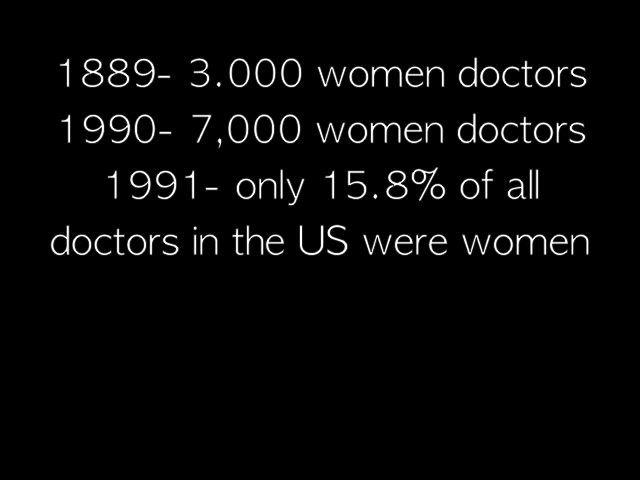 1889- 3.000 women doctors
1990- 7,000 women doctors
1991- only 15.8% of all
doctors in the US were women